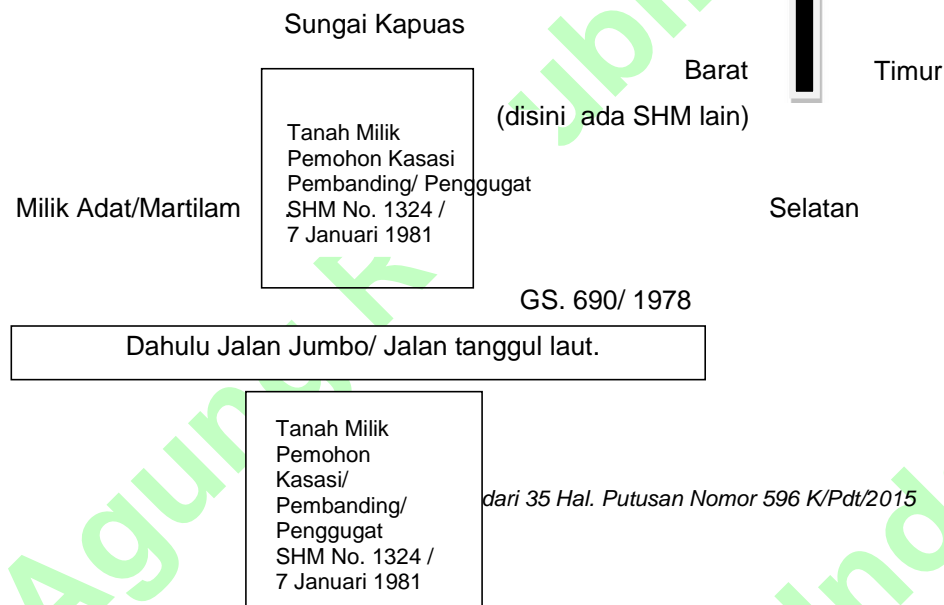 Sungai Kapuas
Barat
Timur
(disini ada SHM lain)
Tanah Milik
Pemohon Kasasi
Pembanding/ Penggugat
SHM No. 1324 /
7 Januari 1981
Milik Adat/Martilam
Selatan
GS. 690/ 1978
Dahulu Jalan Jumbo/ Jalan tanggul laut.
Tanah Milik
Pemohon
Kasasi/
Pembanding/
Penggugat
SHM No. 1324 /
7 Januari 1981
dari 35 Hal. Putusan Nomor 596 K/Pdt/2015
Agung